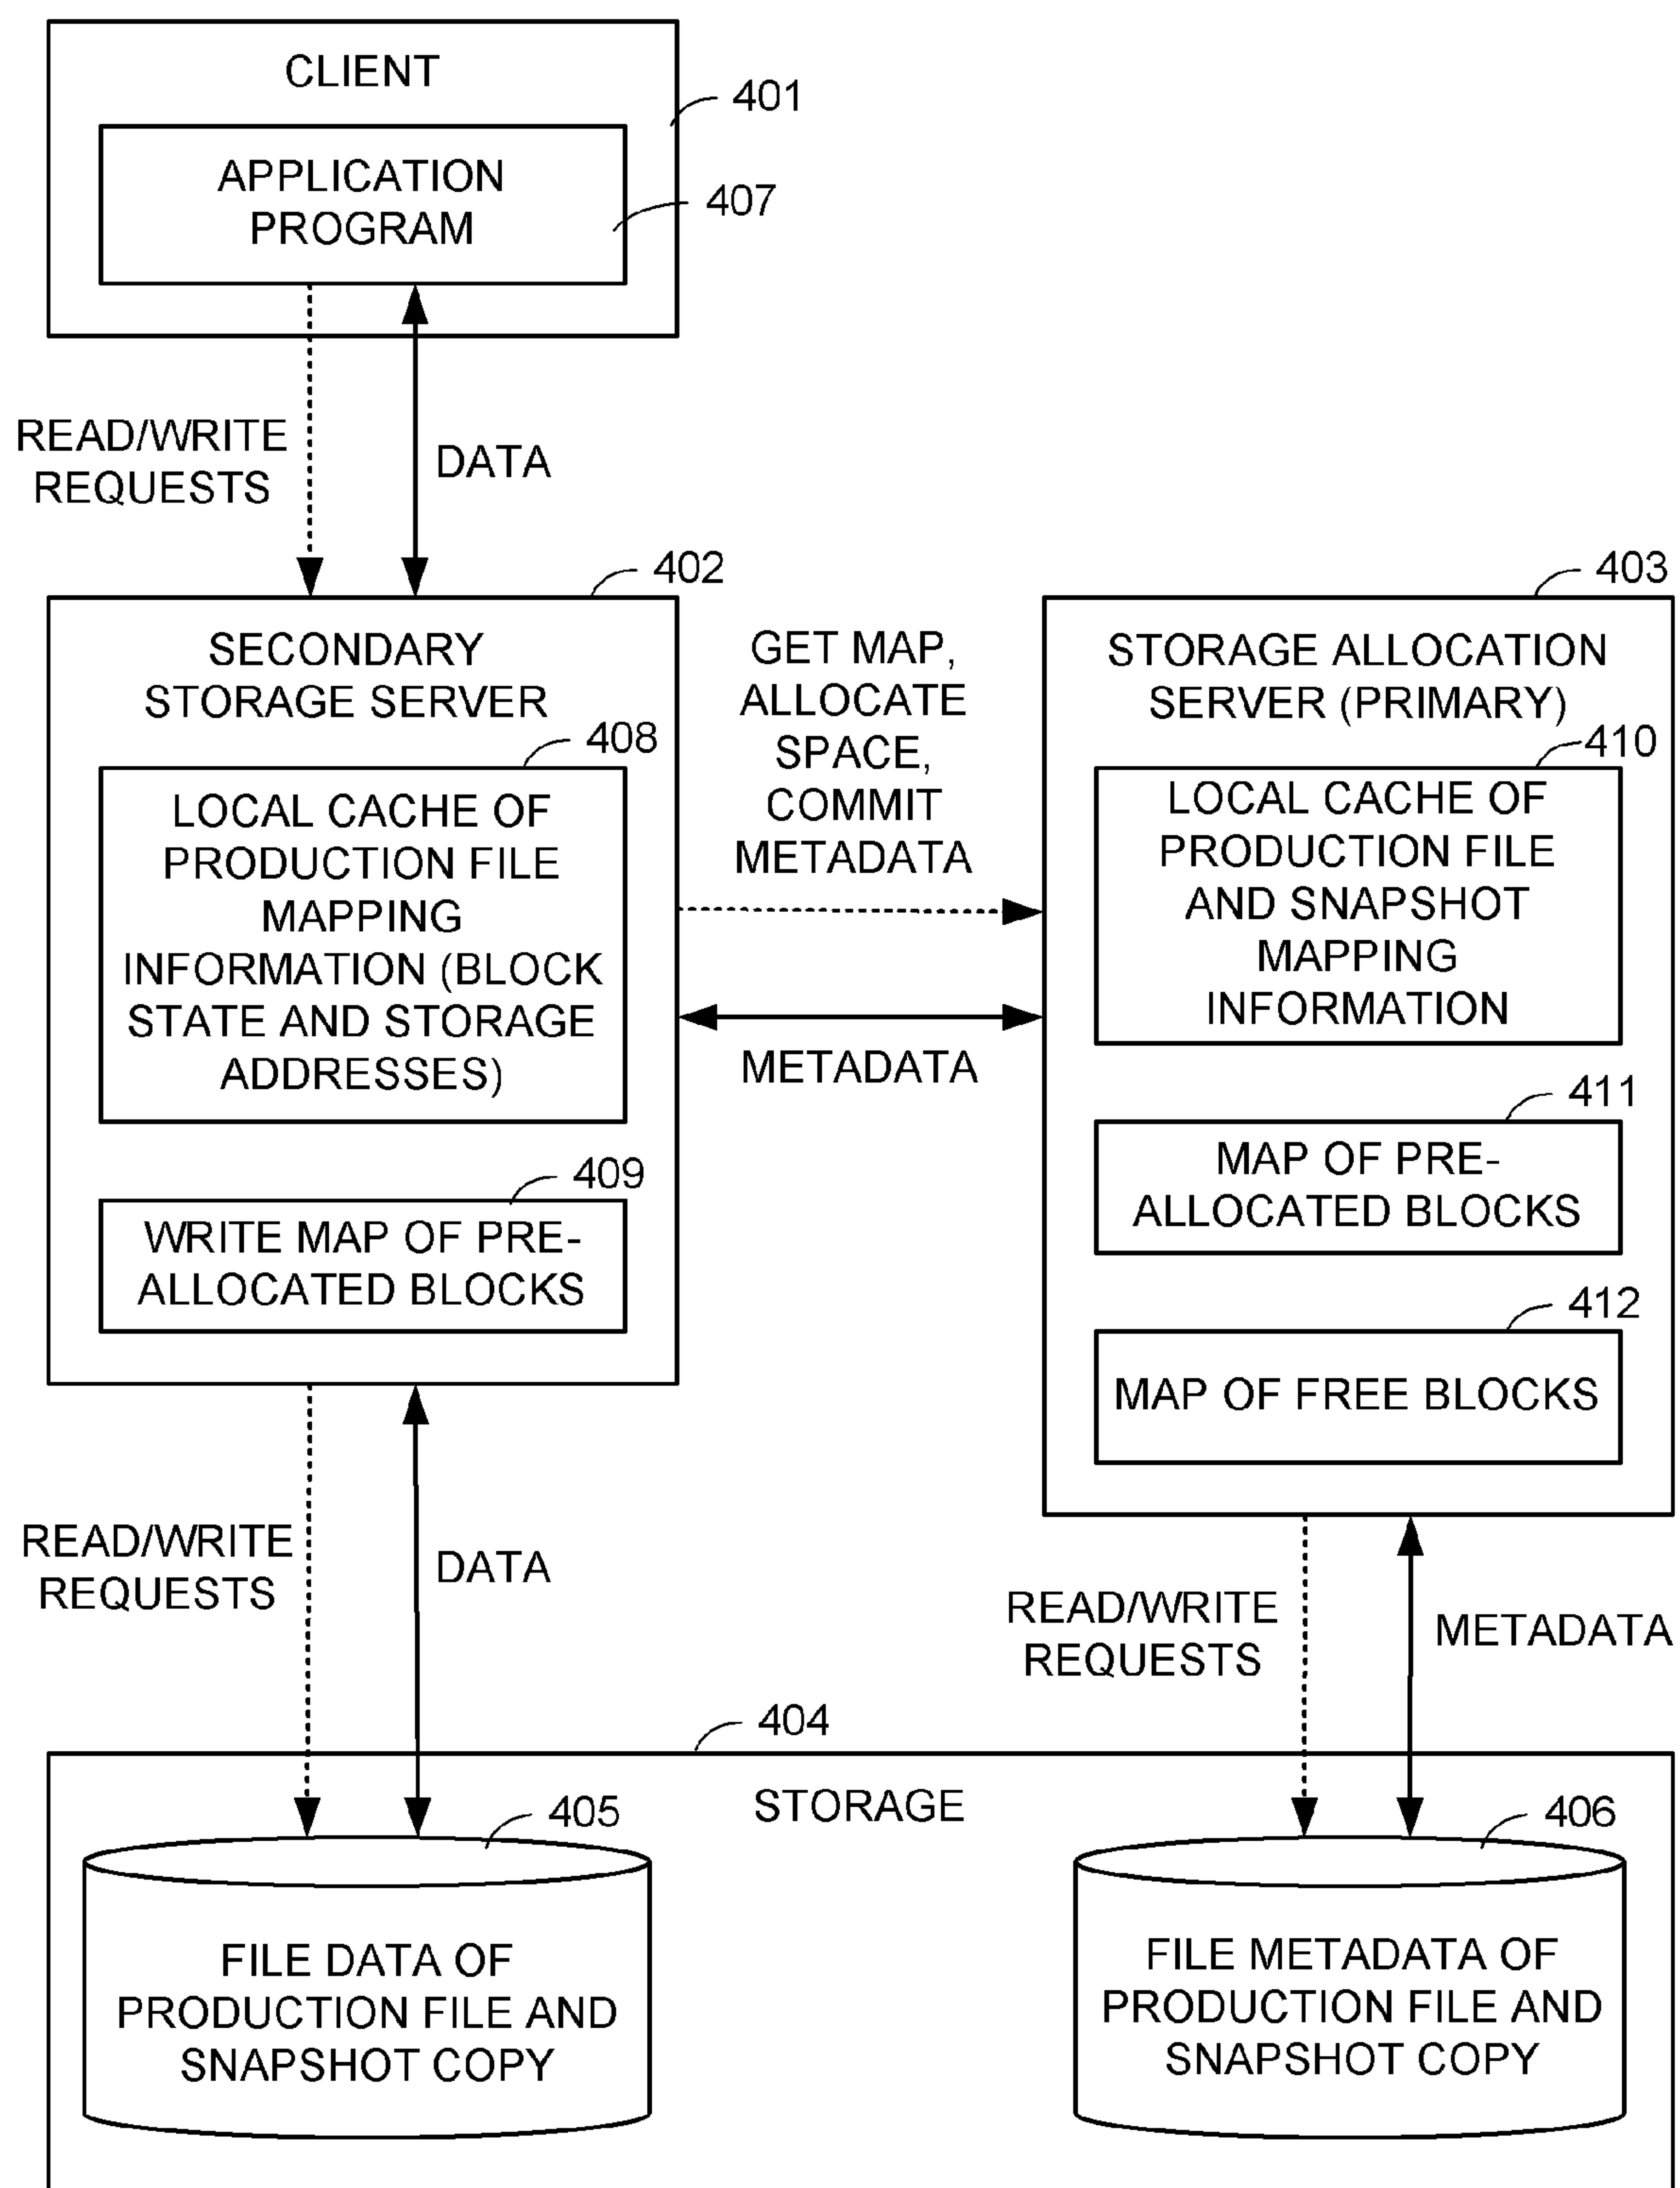 CLIENT
401
APPLICATION
PROGRAM
407
READ/WRITE
REQUESTS
DATA
402
SECONDARY
STORAGE SERVER
408
LOCAL CACHE OF
PRODUCTION FILE
MAPPING
INFORMATION (BLOCK
STATE AND STORAGE
ADDRESSES)
409
WRITE MAP OF PRE-
ALLOCATED BLOCKS
GET MAP,
ALLOCATE
SPACE,
COMMIT
METADATA
METADATA
403
STORAGE ALLOCATION
SERVER (PRIMARY)
410
LOCAL CACHE OF
PRODUCTION FILE
AND SNAPSHOT
MAPPING
INFORMATION
411
MAP OF PRE-
ALLOCATED BLOCKS
412
MAP OF FREE BLOCKS
READ/WRITE
REQUESTS
DATA
READ/WRITE
REQUESTS
METADATA
404
STORAGE
405
FILE DATA OF
PRODUCTION FILE AND
SNAPSHOT COPY
406
FILE METADATA OF
PRODUCTION FILE AND
SNAPSHOT COPY